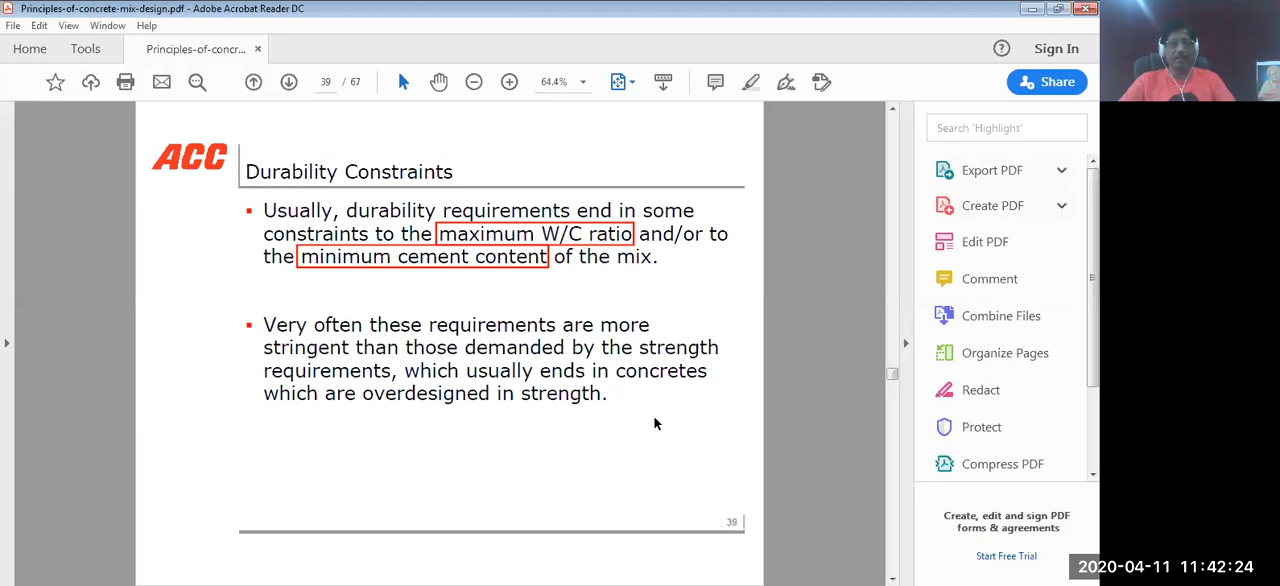 Principles-of-concrete-mix-design.pdf - Adobe Acrobat Reader DC
File Edit View Window Help
Home Tools Principles-of-concr... ×
Sign In
39 / 67
64.4%
Share
Search 'Highlight'
ACC
Durability Constraints
▪ Usually, durability requirements end in some
constraints to the maximum W/C ratio and/or to
the minimum cement content of the mix.
▪ Very often these requirements are more
stringent than those demanded by the strength
requirements, which usually ends in concretes
which are overdesigned in strength.
39
Export PDF
Create PDF
Edit PDF
Comment
Combine Files
Organize Pages
Redact
Protect
Compress PDF
Create, edit and sign PDF
forms & agreements
Start Free Trial
2020-04-11 11:42:24